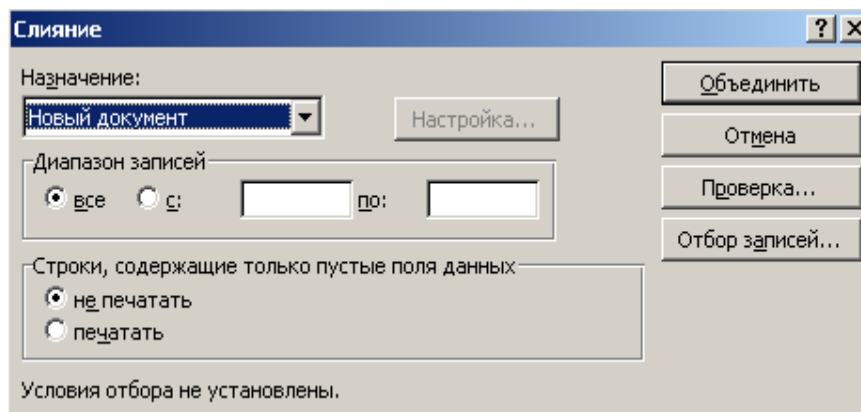 Слияние
Назначение:
Новый документ
Настройка...
Диапазон записей
все с: по:
Строки, содержащие только пустые поля данных
не печатать
печатать
Условия отбора не установлены.
Объединить
Отмена
Проверка...
Отбор записей...